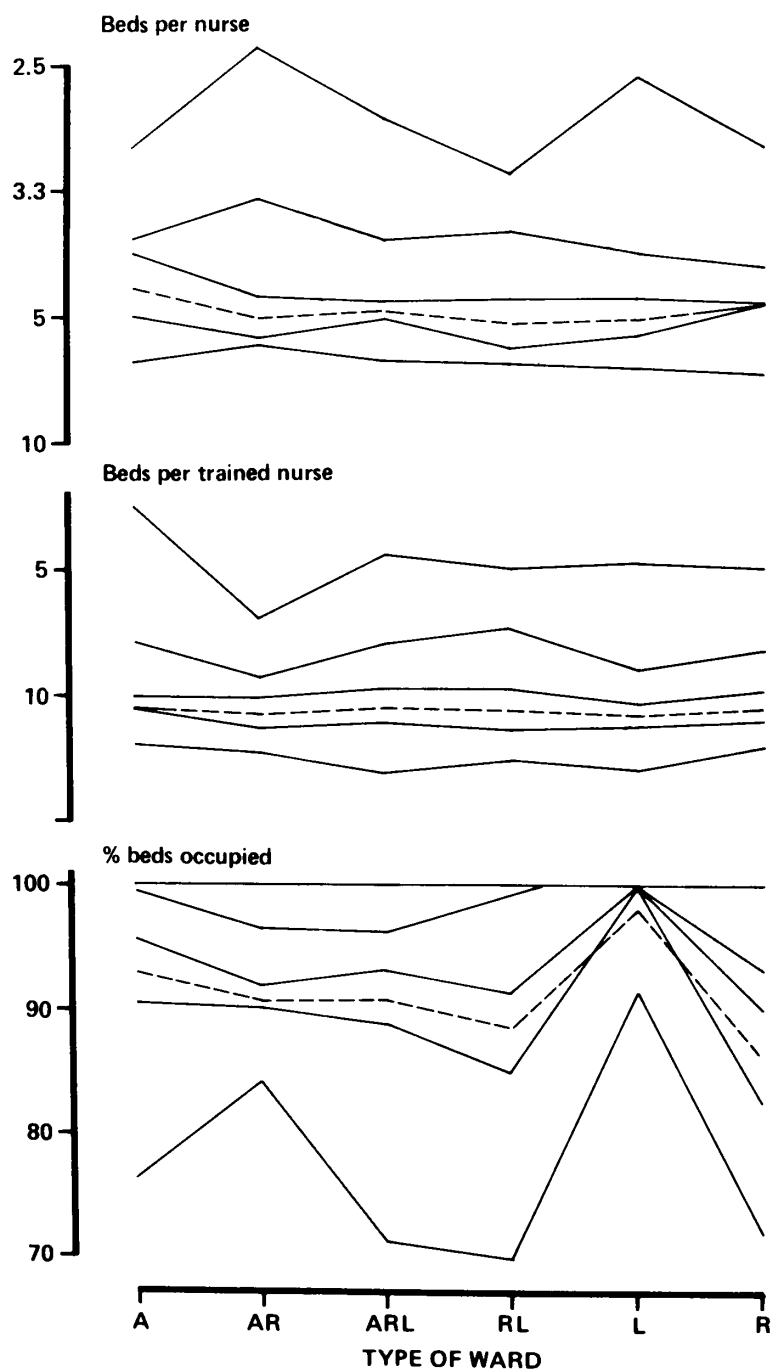 Beds per nurse
2.5
3.3
5
10
Beds per trained nurse
5
10
% beds occupied
100
90
80
70
A AR ARL RL L R
TYPE OF WARD